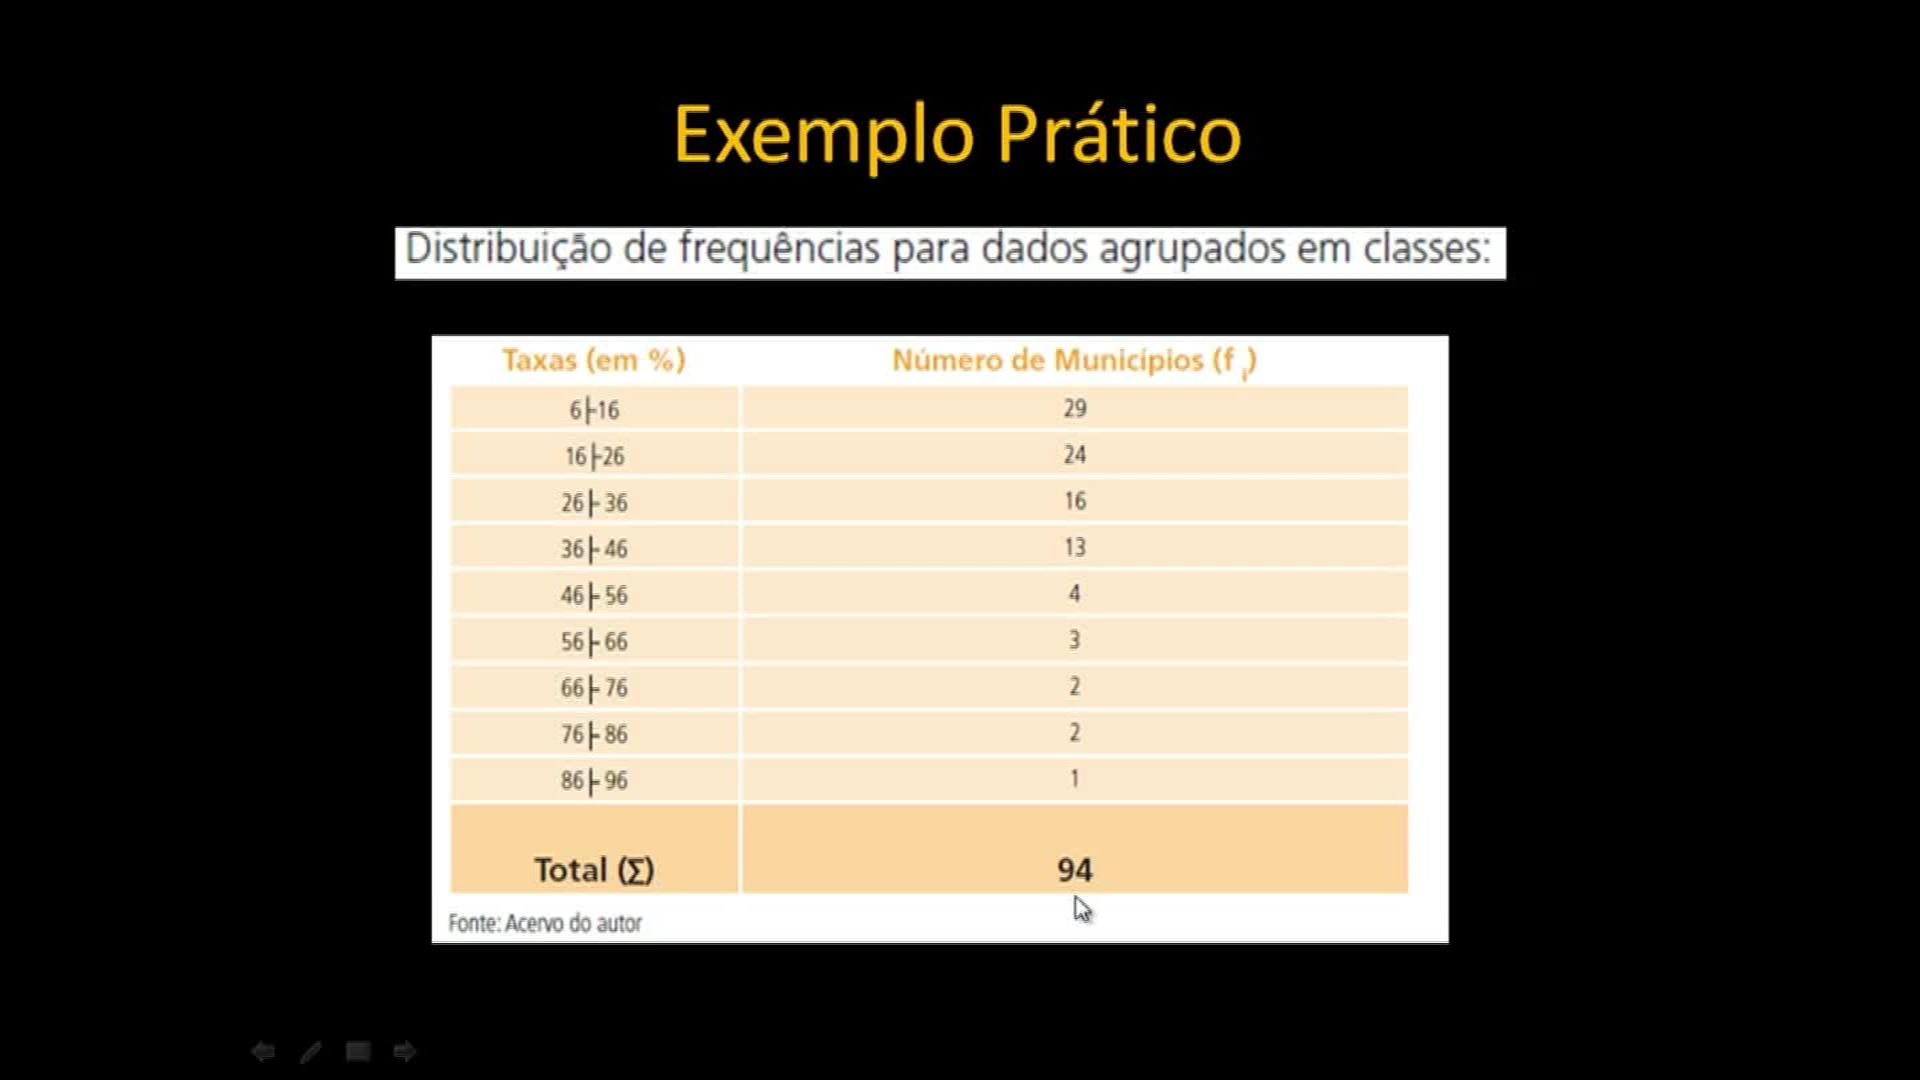 Exemplo Prático
Distribuição de frequências para dados agrupados em classes:
Taxas (em %) Número de Municípios (f i)
6├16 29
16├26 24
26├ 36 16
36├ 46 13
46├ 56 4
56├ 66 3
66├ 76 2
76├ 86 2
86├ 96 1
Total (Σ) 94
Fonte: Acervo do autor